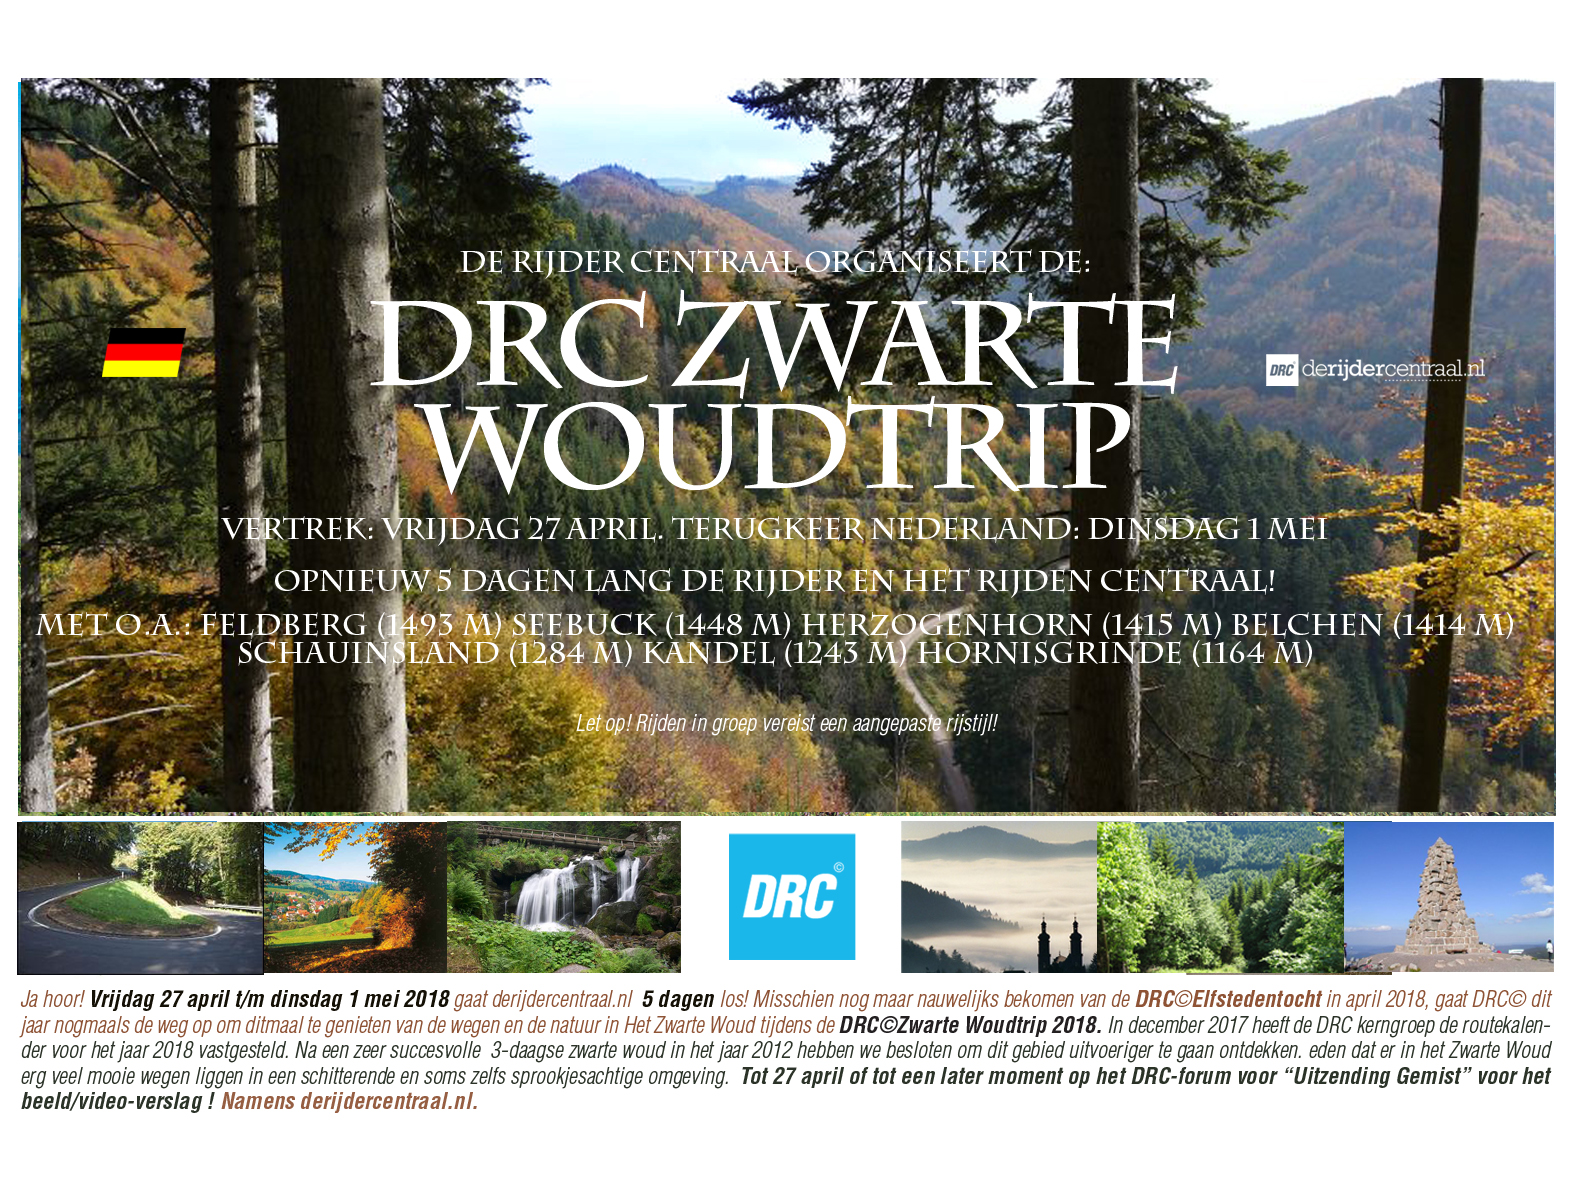 DE RIJDER CENTRAAL ORGANISEERT DE:
DRC ZWARTE
WOUDTRIP
DRC derijdercentraal.nl
VERTREK: VRIJDAG 27 APRIL. TERUGKEER NEDERLAND: DINSDAG 1 MEI
OPNIEUW 5 DAGEN LANG DE RIJDER EN HET RIJDEN CENTRAAL!
MET O.A.: FELDBERG (1493 M) SEEBUCK (1448 M) HERZOGENHORN (1415 M) BELCHEN (1414 M)
SCHAUINSLAND (1284 M) KANDEL (1243 M) HORNISGRINDE (1164 M)
Let op! Rijden in groep vereist een aangepaste rijstijl!
DRC©
Ja hoor! Vrijdag 27 april t/m dinsdag 1 mei 2018 gaat derijdercentraal.nl 5 dagen los! Misschien nog maar nauwelijks bekomen van de DRC©Elfstedentocht in april 2018, gaat DRC© dit
jaar nogmaals de weg op om ditmaal te genieten van de wegen en de natuur in Het Zwarte Woud tijdens de DRC©Zwarte Woudtrip 2018. In december 2017 heeft de DRC kerngroep de routekalen-
der voor het jaar 2018 vastgesteld. Na een zeer succesvolle 3-daagse zwarte woud in het jaar 2012 hebben we besloten om dit gebied uitvoeriger te gaan ontdekken. eden dat er in het Zwarte Woud
erg veel mooie wegen liggen in een schitterende en soms zelfs sprookjesachtige omgeving. Tot 27 april of tot een later moment op het DRC-forum voor “Uitzending Gemist” voor het
beeld/video-verslag ! Namens derijdercentraal.nl.